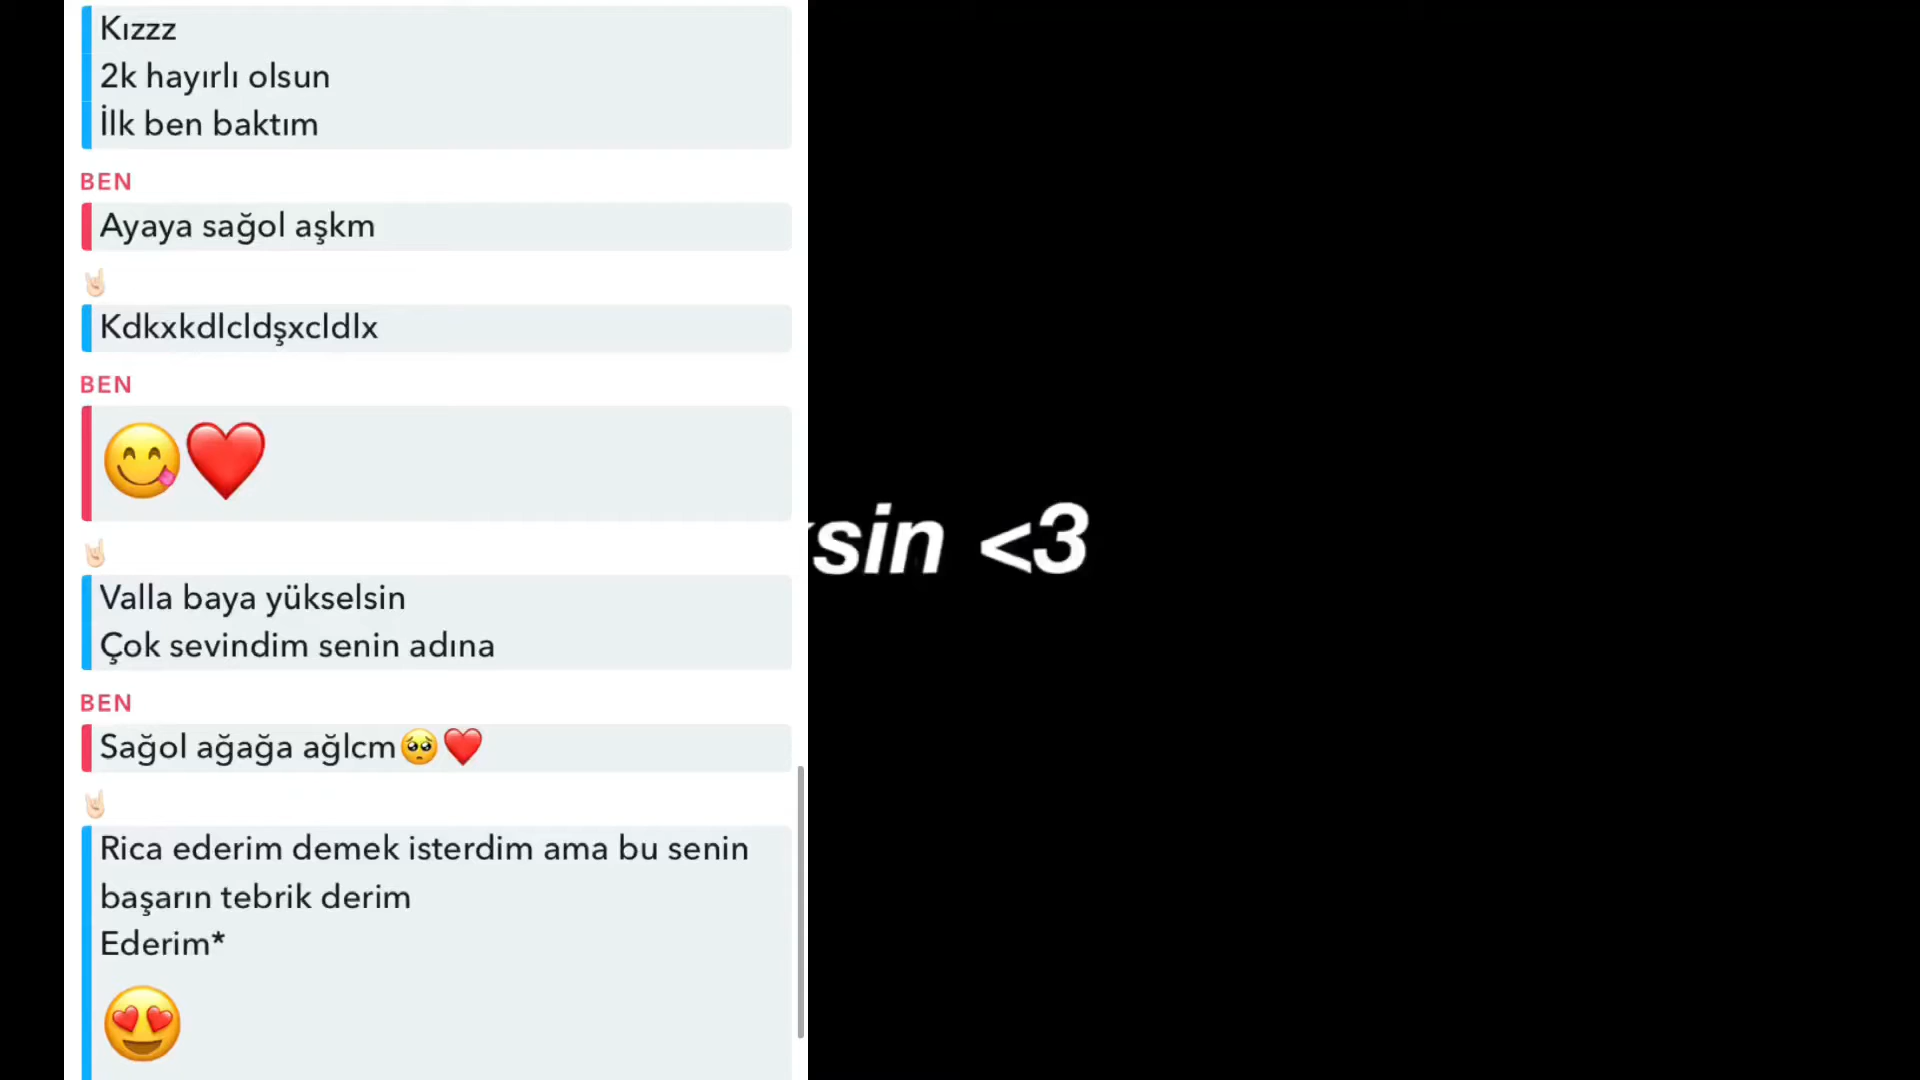 Kızzz
2k hayırlı olsun
İlk ben baktım
BEN
Ayaya sağol aşkm
🤘🏻
Kdkxkdlcldşxcldlx
BEN
😋❤️
🤘🏻
Valla baya yükselsin
Çok sevindim senin adına
BEN
Sağol ağağa ağlcm🥺❤️
🤘🏻
Rica ederim demek isterdim ama bu senin
başarın tebrik derim
Ederim*
😍
sin <3